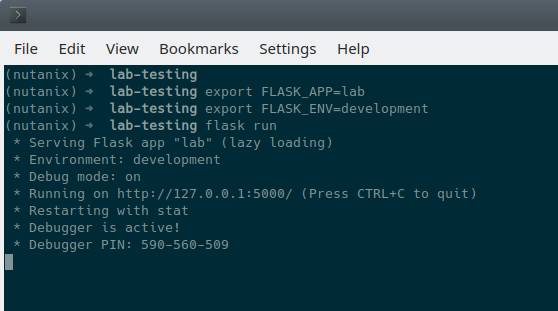 File Edit View Bookmarks Settings Help
(nutanix) ➜ lab-testing
(nutanix) ➜ lab-testing export FLASK_APP=lab
(nutanix) ➜ lab-testing export FLASK_ENV=development
(nutanix) ➜ lab-testing flask run
 * Serving Flask app "lab" (lazy loading)
 * Environment: development
 * Debug mode: on
 * Running on http://127.0.0.1:5000/ (Press CTRL+C to quit)
 * Restarting with stat
 * Debugger is active!
 * Debugger PIN: 590-560-509